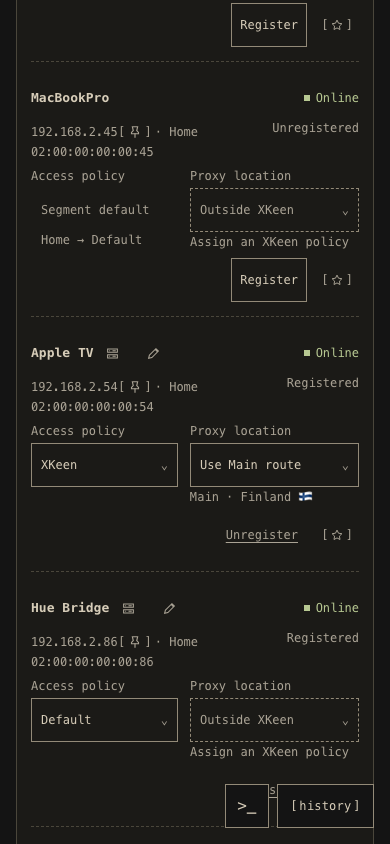 Register [☆]
MacBookPro Online
192.168.2.45[ ]· Home Unregistered
02:00:00:00:00:45
Access policy Proxy location
Segment default Outside XKeen
Home → Default Assign an XKeen policy
Register [☆]
Apple TV Online
192.168.2.54[ ]· Home Registered
02:00:00:00:00:54
Access policy Proxy location
XKeen Use Main route
Main · Finland 🇫🇮
Unregister [☆]
Hue Bridge Online
192.168.2.86[ ]· Home Registered
02:00:00:00:00:86
Access policy Proxy location
Default Outside XKeen
Assign an XKeen policy
>_ [history]